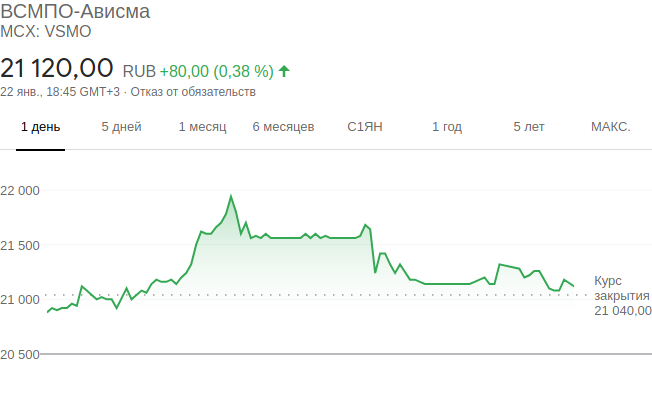 ВСМПО-Ависма
MCX: VSMO
21 120,00 RUB +80,00 (0,38 %)
22 янв., 18:45 GMT+3 · Отказ от обязательств
1 день 5 дней 1 месяц 6 месяцев С1ЯН 1 год 5 лет МАКС.
22 000
21 500
21 000
20 500
Курс
закрытия
21 040,00